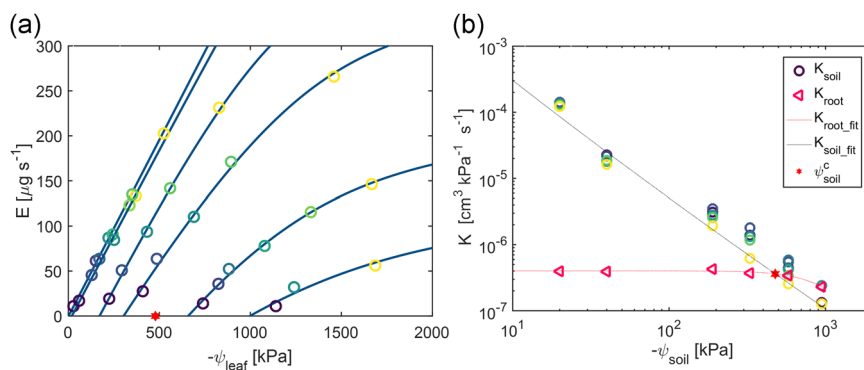 (a)
300
250
200
150
100
50
0
E [μg s⁻¹]
0 500 1000 1500 2000
-ψleaf [kPa]
(b)
10⁻³
10⁻⁴
10⁻⁵
10⁻⁶
10⁻⁷
K [cm³ kPa⁻¹ s⁻¹]
10¹ 10² 10³
-ψsoil [kPa]
Ksoil
Kroot
Kroot_fit
Ksoil_fit
ψᶜsoil